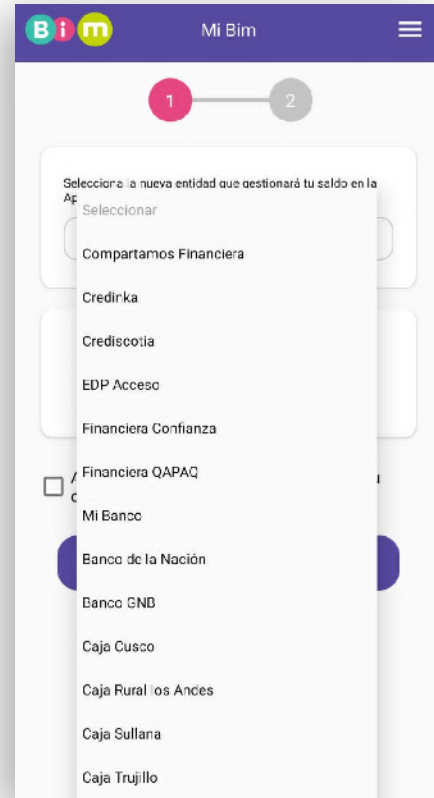 Bim
Mi Bim
1
2
Selecciona la nueva entidad que gestionará tu saldo en la
Ap
Seleccionar
Compartamos Financiera
Credinka
Crediscotia
EDP Acceso
Financiera Confianza
Financiera QAPAQ
Mi Banco
Banco de la Nación
Banco GNB
Caja Cusco
Caja Rural los Andes
Caja Sullana
Caja Trujillo